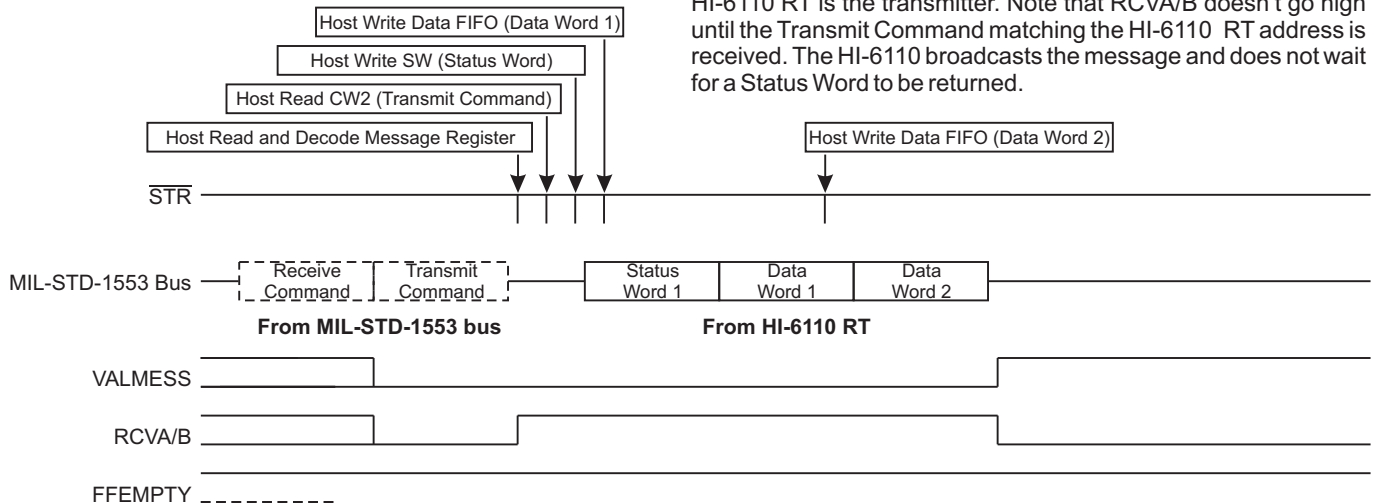 HI-6110 RT is the transmitter. Note that RCVA/B doesn't go high
until the Transmit Command matching the HI-6110 RT address is
received. The HI-6110 broadcasts the message and does not wait
for a Status Word to be returned.
Host Write Data FIFO (Data Word 1)
Host Write SW (Status Word)
Host Read CW2 (Transmit Command)
Host Read and Decode Message Register
Host Write Data FIFO (Data Word 2)
STR
MIL-STD-1553 Bus
Receive
Command
Transmit
Command
Status
Word 1
Data
Word 1
Data
Word 2
From MIL-STD-1553 bus
From HI-6110 RT
VALMESS
RCVA/B
FFEMPTY